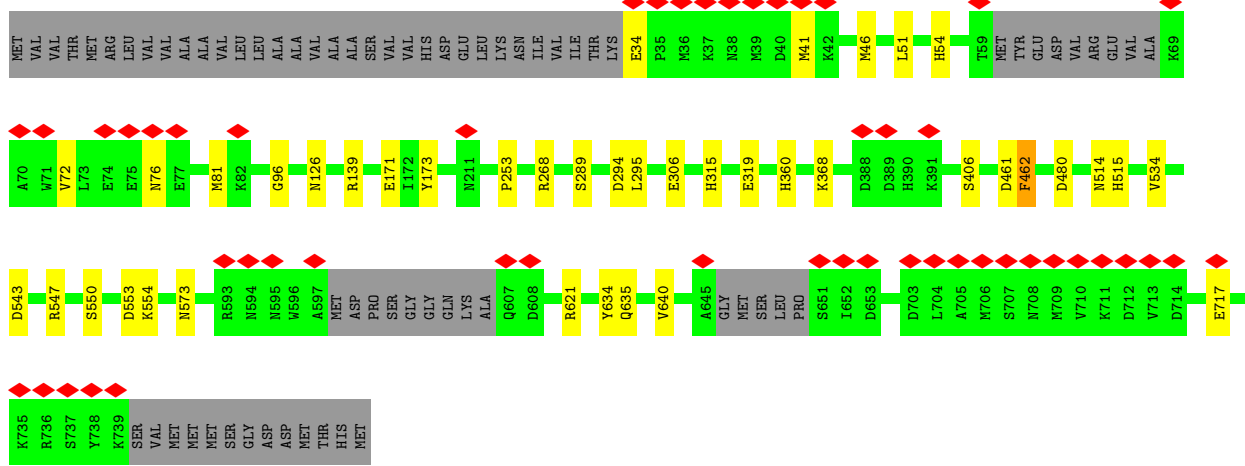 MET VAL VAL THR MET ARG LEU VAL VAL ALA ALA VAL LEU LEU ALA ALA VAL ALA ALA SER VAL VAL HIS ASP GLU LEU LYS ASN ILE VAL ILE THR LYS E34 P35 M36 K37 N38 M39 D40 M41 K42 M46 L51 H54 T59 MET TYR GLU ASP VAL ARG GLU VAL ALA K69
A70 W71 V72 L73 E74 E75 N76 E77 M81 K82 G96 N126 R139 E171 I172 Y173 N211 P253 R268 S289 D294 L295 E306 H315 E319 H360 K368 D388 D389 H390 K391 S406 D461 F462 D480 N514 H515 V534
D543 R547 S550 D553 K554 N573 R593 N594 N595 W596 A597 MET ASP PRO SER GLY GLY GLN LYS ALA Q607 D608 R621 Y634 Q635 V640 A645 GLY MET SER LEU PRO S651 I652 D653 D703 L704 A705 M706 S707 N708 M709 V710 K711 D712 V713 D714 E717
K735 R736 S737 Y738 K739 SER VAL MET MET MET SER GLY ASP ASP MET THR HIS MET